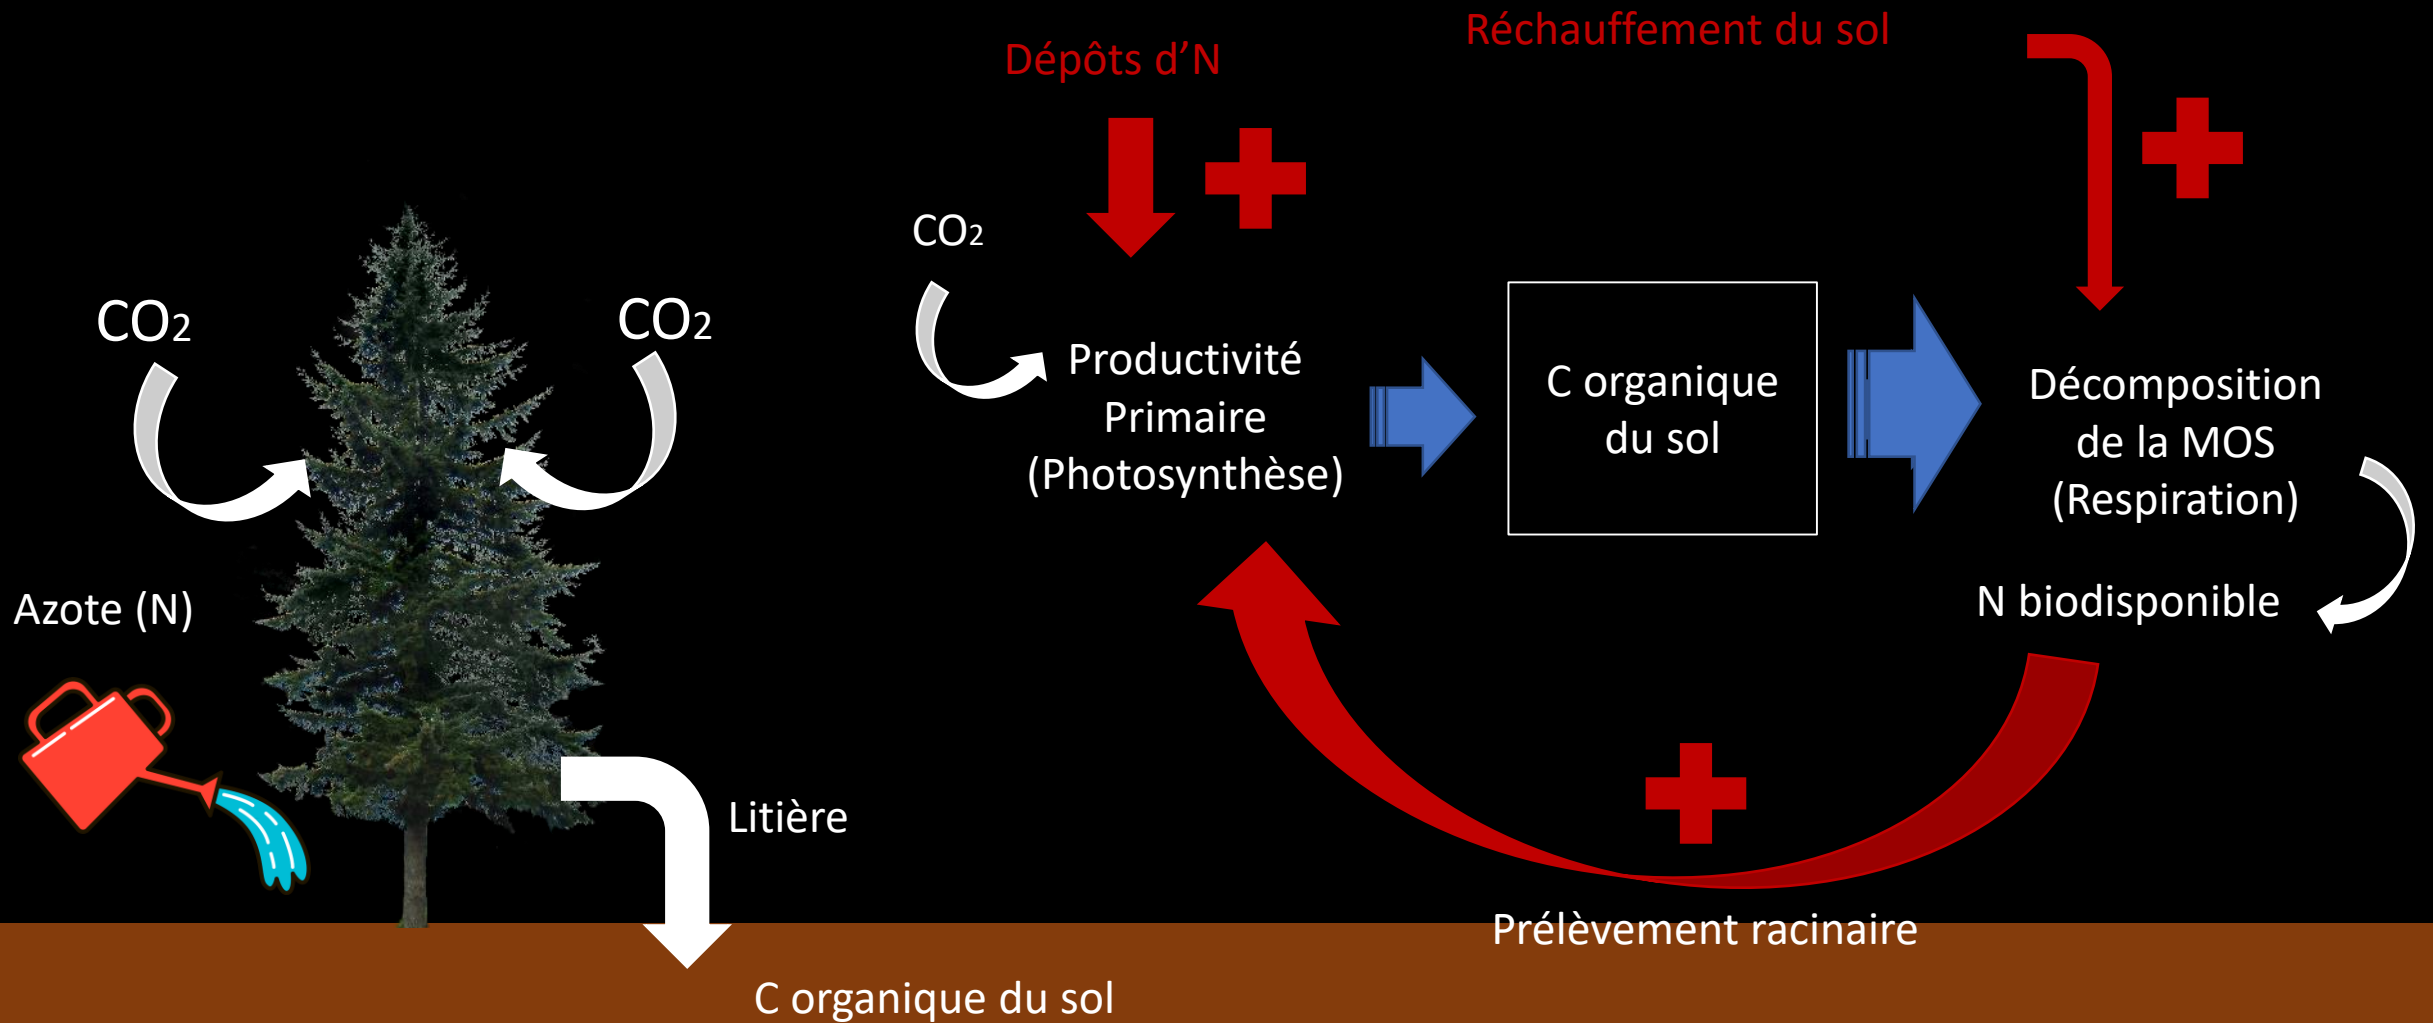 Réchauffement du sol
Dépôts d'N
CO2
CO2
CO2
Productivité
Primaire
(Photosynthèse)
C organique
du sol
Décomposition
de la MOS
(Respiration)
Azote (N)
N biodisponible
Litière
Prélèvement racinaire
C organique du sol